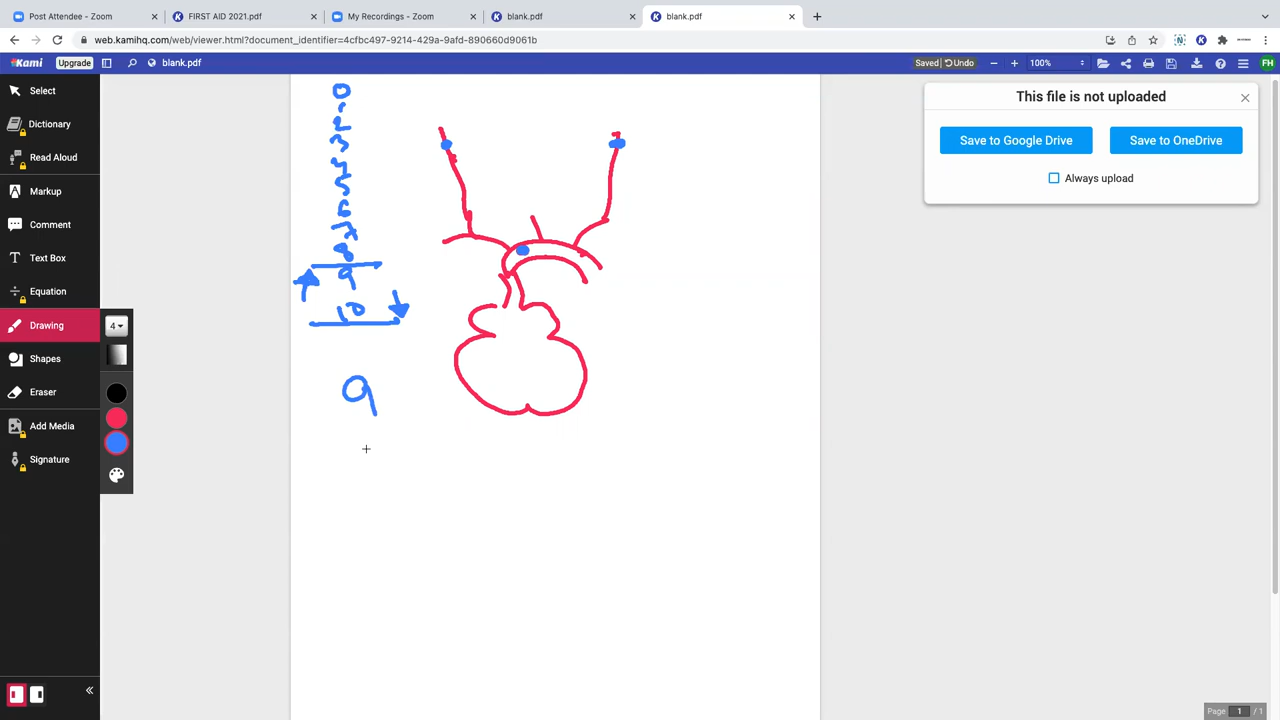 Post Attendee - Zoom
FIRST AID 2021.pdf
My Recordings - Zoom
blank.pdf
blank.pdf
web.kamihq.com/web/viewer.html?document_identifier=4cfbc497-9214-429a-9afd-890660d9061b
Kami
Upgrade
blank.pdf
Saved
Undo
100%
FH
Select
Dictionary
Read Aloud
Markup
Comment
Text Box
Equation
Drawing
Shapes
Eraser
Add Media
Signature
4
0
2
3
4
5
6
7
8
9
10
9
This file is not uploaded
Save to Google Drive
Save to OneDrive
Always upload
Page 1 / 1